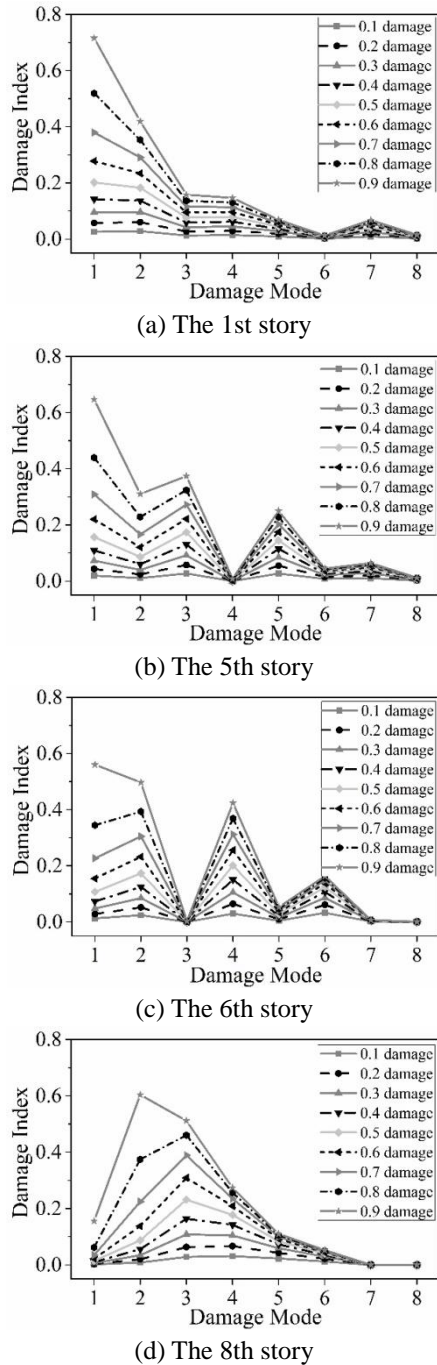 0.8
0.6
0.4
0.2
0.0
Damage Index
0.1 damage
0.2 damage
0.3 damage
0.4 damage
0.5 damage
0.6 damage
0.7 damage
0.8 damage
0.9 damage
1 2 3 4 5 6 7 8
Damage Mode
(a) The 1st story
0.8
0.6
0.4
0.2
0.0
Damage Index
0.1 damage
0.2 damage
0.3 damage
0.4 damage
0.5 damage
0.6 damage
0.7 damage
0.8 damage
0.9 damage
1 2 3 4 5 6 7 8
Damage Mode
(b) The 5th story
0.8
0.6
0.4
0.2
0.0
Damage Index
0.1 damage
0.2 damage
0.3 damage
0.4 damage
0.5 damage
0.6 damage
0.7 damage
0.8 damage
0.9 damage
1 2 3 4 5 6 7 8
Damage Mode
(c) The 6th story
0.8
0.6
0.4
0.2
0.0
Damage Index
0.1 damage
0.2 damage
0.3 damage
0.4 damage
0.5 damage
0.6 damage
0.7 damage
0.8 damage
0.9 damage
1 2 3 4 5 6 7 8
Damage Mode
(d) The 8th story